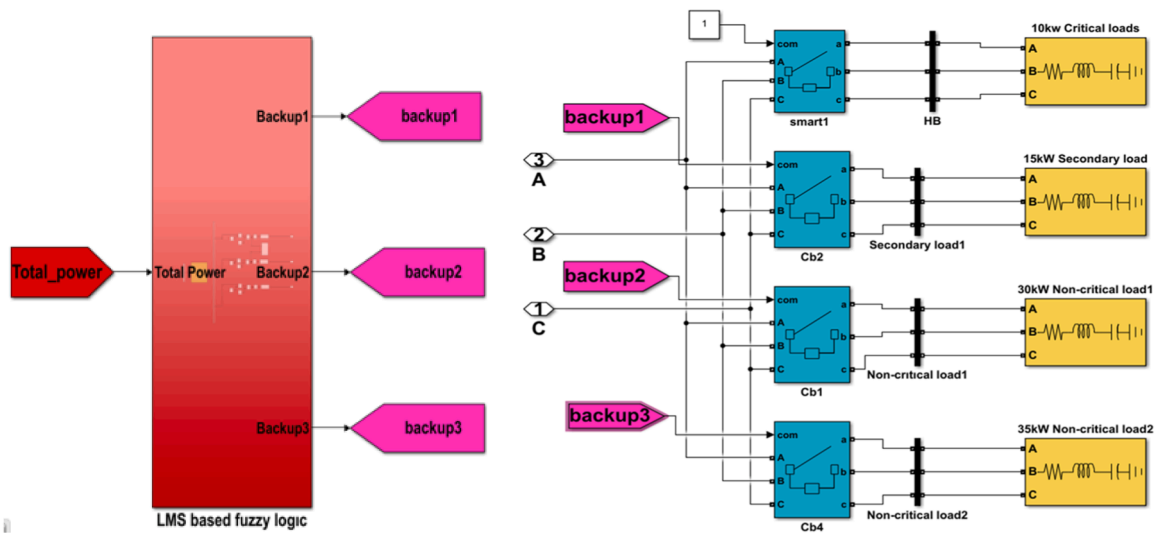 Total_power
Total Power
Backup1
Backup2
Backup3
backup1
backup2
backup3
LMS based fuzzy logic
1
backup1
3
A
2
B
backup2
1
C
backup3
com
A
B
C
a
b
c
smart1
HB
10kw Critical loads
A
B
C
com
A
B
C
a
b
c
Cb2
Secondary load1
15kW Secondary load
A
B
C
com
A
B
C
a
b
c
Cb1
Non-critical load1
30kW Non-critical load1
A
B
C
com
A
B
C
a
b
c
Cb4
Non-critical load2
35kW Non-critical load2
A
B
C